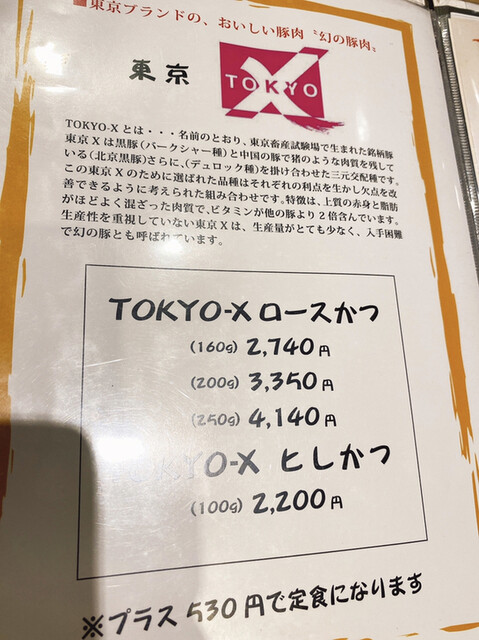 ■東京ブランドの、おいしい豚肉〝幻の豚肉〟
東京
TOKYO X
TOKYO-Xとは・・・名前のとおり、東京畜産試験場で生まれた銘柄豚
東京Xは黒豚(バークシャー種)と中国の豚で猪のような肉質を残して
いる(北京黒豚)さらに、(デュロック種)を掛け合わせた三元交配種です。
この東京Xのために選ばれた品種はそれぞれの利点を生かし欠点を改
善できるように考えられた組み合わせです。特徴は、上質の赤身と脂肪
がほどよく混ざった肉質で、ビタミンが他の豚より2倍含んでいます。
生産性を重視していない東京Xは、生産量がとても少なく、入手困難
で幻の豚とも呼ばれています。
TOKYO-X ロースかつ
(160g) 2,740円
(200g) 3,350円
(250g) 4,140円
TOKYO-X ヒレかつ
(100g) 2,200円
※プラス530円で定食になります